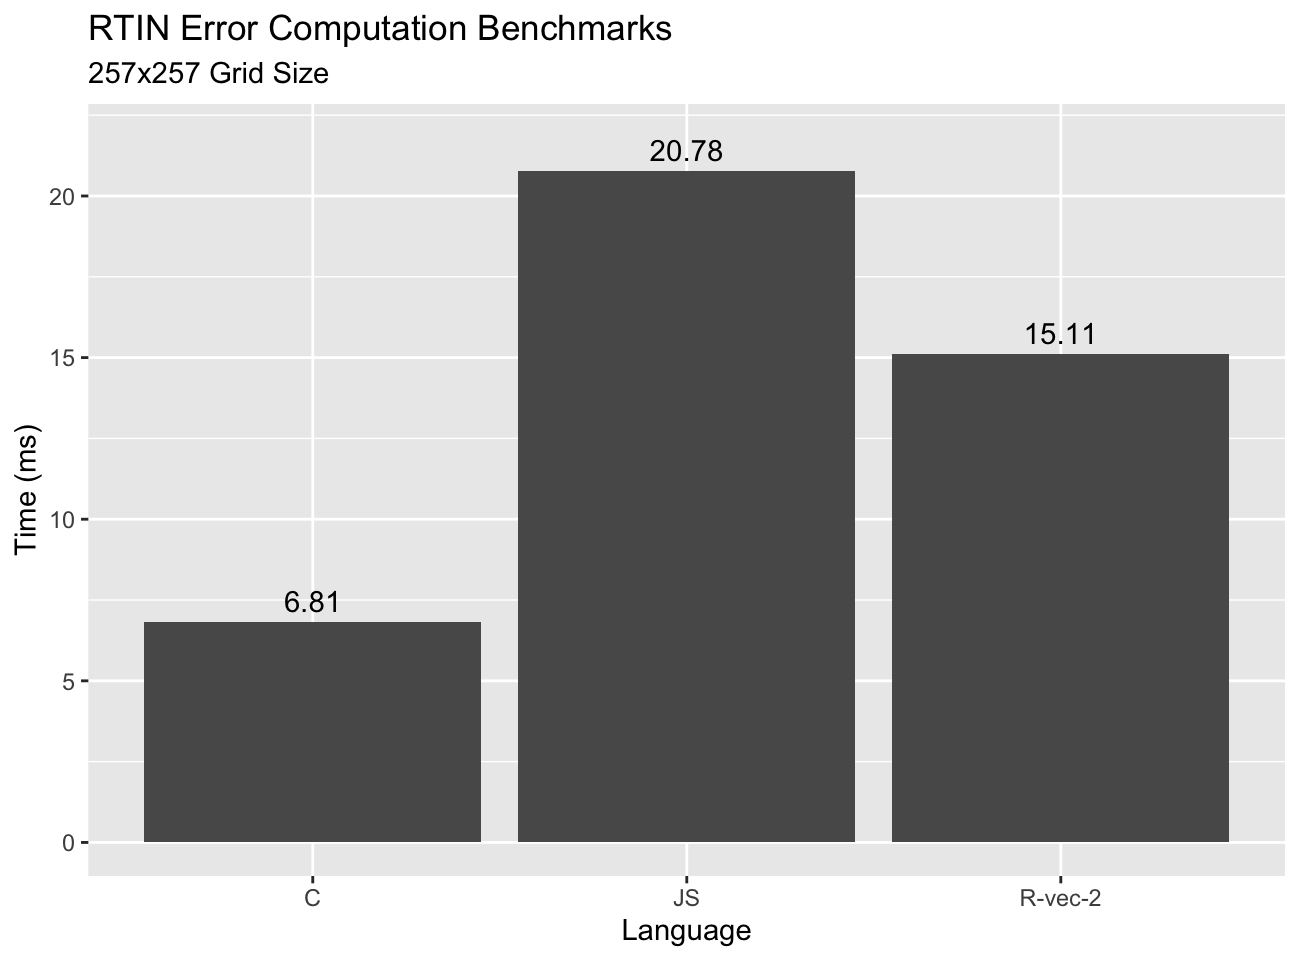 RTIN Error Computation Benchmarks
257x257 Grid Size
20.78
20
15.11
15
Time (ms)
10
6.81
5
0
C JS R-vec-2
Language